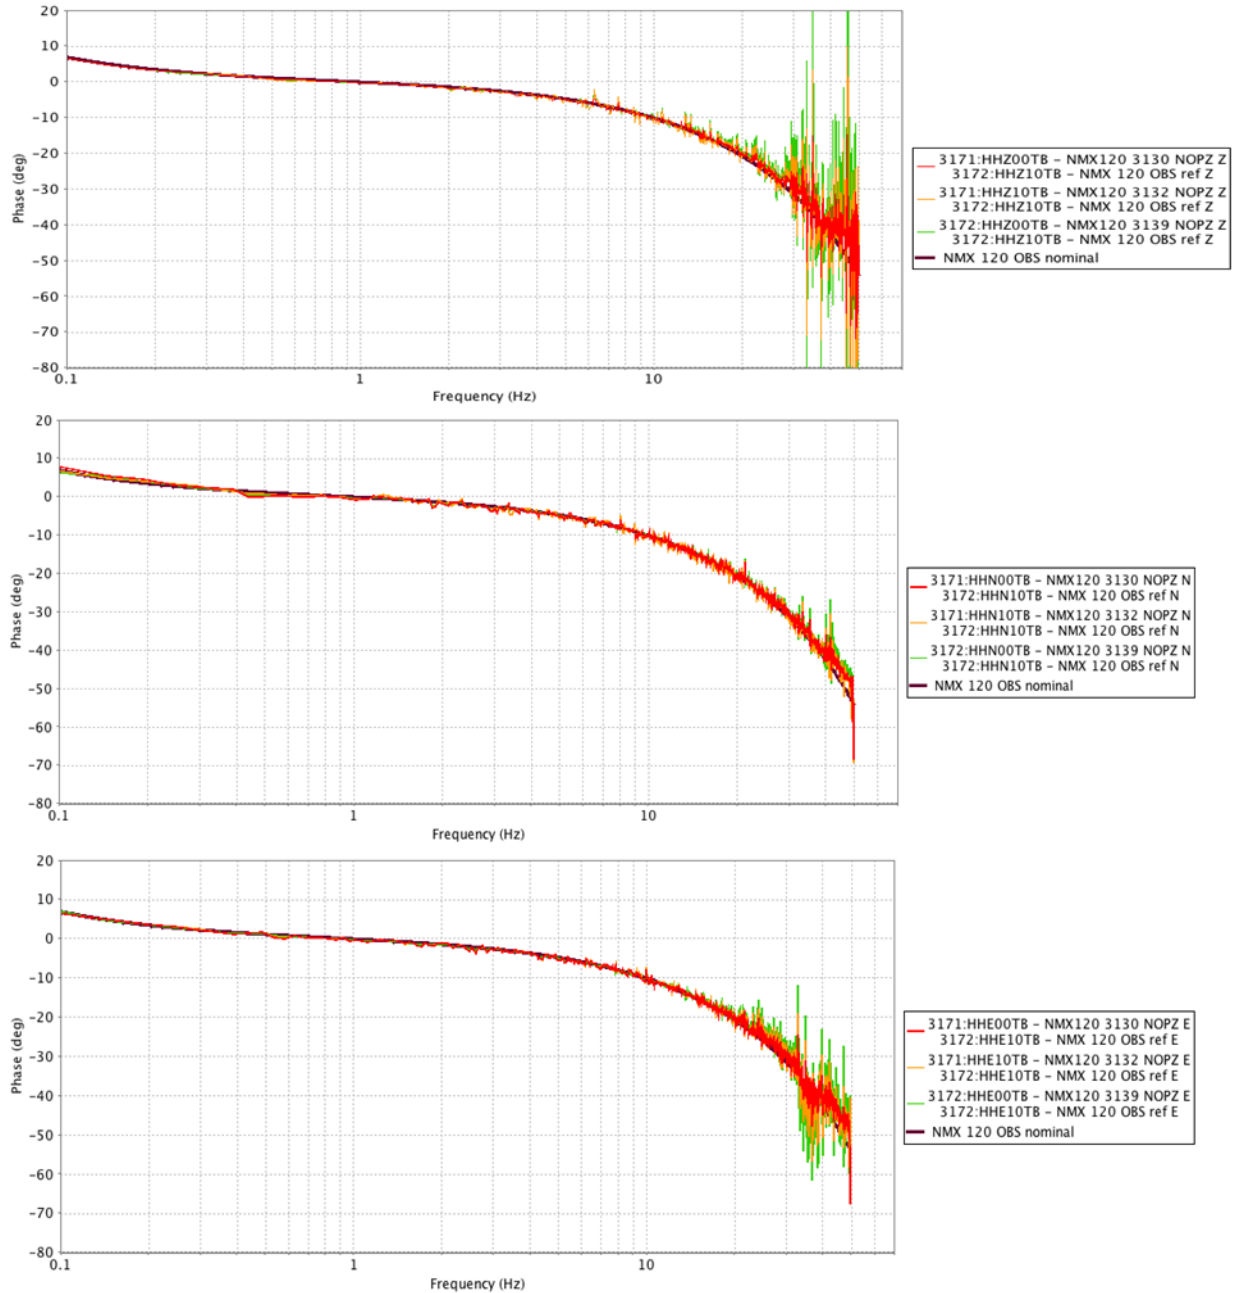 20
10
0
-10
-20
-30
-40
-50
-60
-70
-80
Phase (deg)
0.1
1
10
Frequency (Hz)
3171:HHZ00TB – NMX120 3130 NOPZ Z
3172:HHZ10TB – NMX 120 OBS ref Z
3171:HHZ10TB – NMX120 3132 NOPZ Z
3172:HHZ10TB – NMX 120 OBS ref Z
3172:HHZ00TB – NMX120 3139 NOPZ Z
3172:HHZ10TB – NMX 120 OBS ref Z
NMX 120 OBS nominal
20
10
0
-10
-20
-30
-40
-50
-60
-70
-80
Phase (deg)
0.1
1
10
Frequency (Hz)
3171:HHN00TB – NMX120 3130 NOPZ N
3172:HHN10TB – NMX 120 OBS ref N
3171:HHN10TB – NMX120 3132 NOPZ N
3172:HHN10TB – NMX 120 OBS ref N
3172:HHN00TB – NMX120 3139 NOPZ N
3172:HHN10TB – NMX 120 OBS ref N
NMX 120 OBS nominal
20
10
0
-10
-20
-30
-40
-50
-60
-70
-80
Phase (deg)
0.1
1
10
Frequency (Hz)
3171:HHE00TB – NMX120 3130 NOPZ E
3172:HHE10TB – NMX 120 OBS ref E
3171:HHE10TB – NMX120 3132 NOPZ E
3172:HHE10TB – NMX 120 OBS ref E
3172:HHE00TB – NMX120 3139 NOPZ E
3172:HHE10TB – NMX 120 OBS ref E
NMX 120 OBS nominal